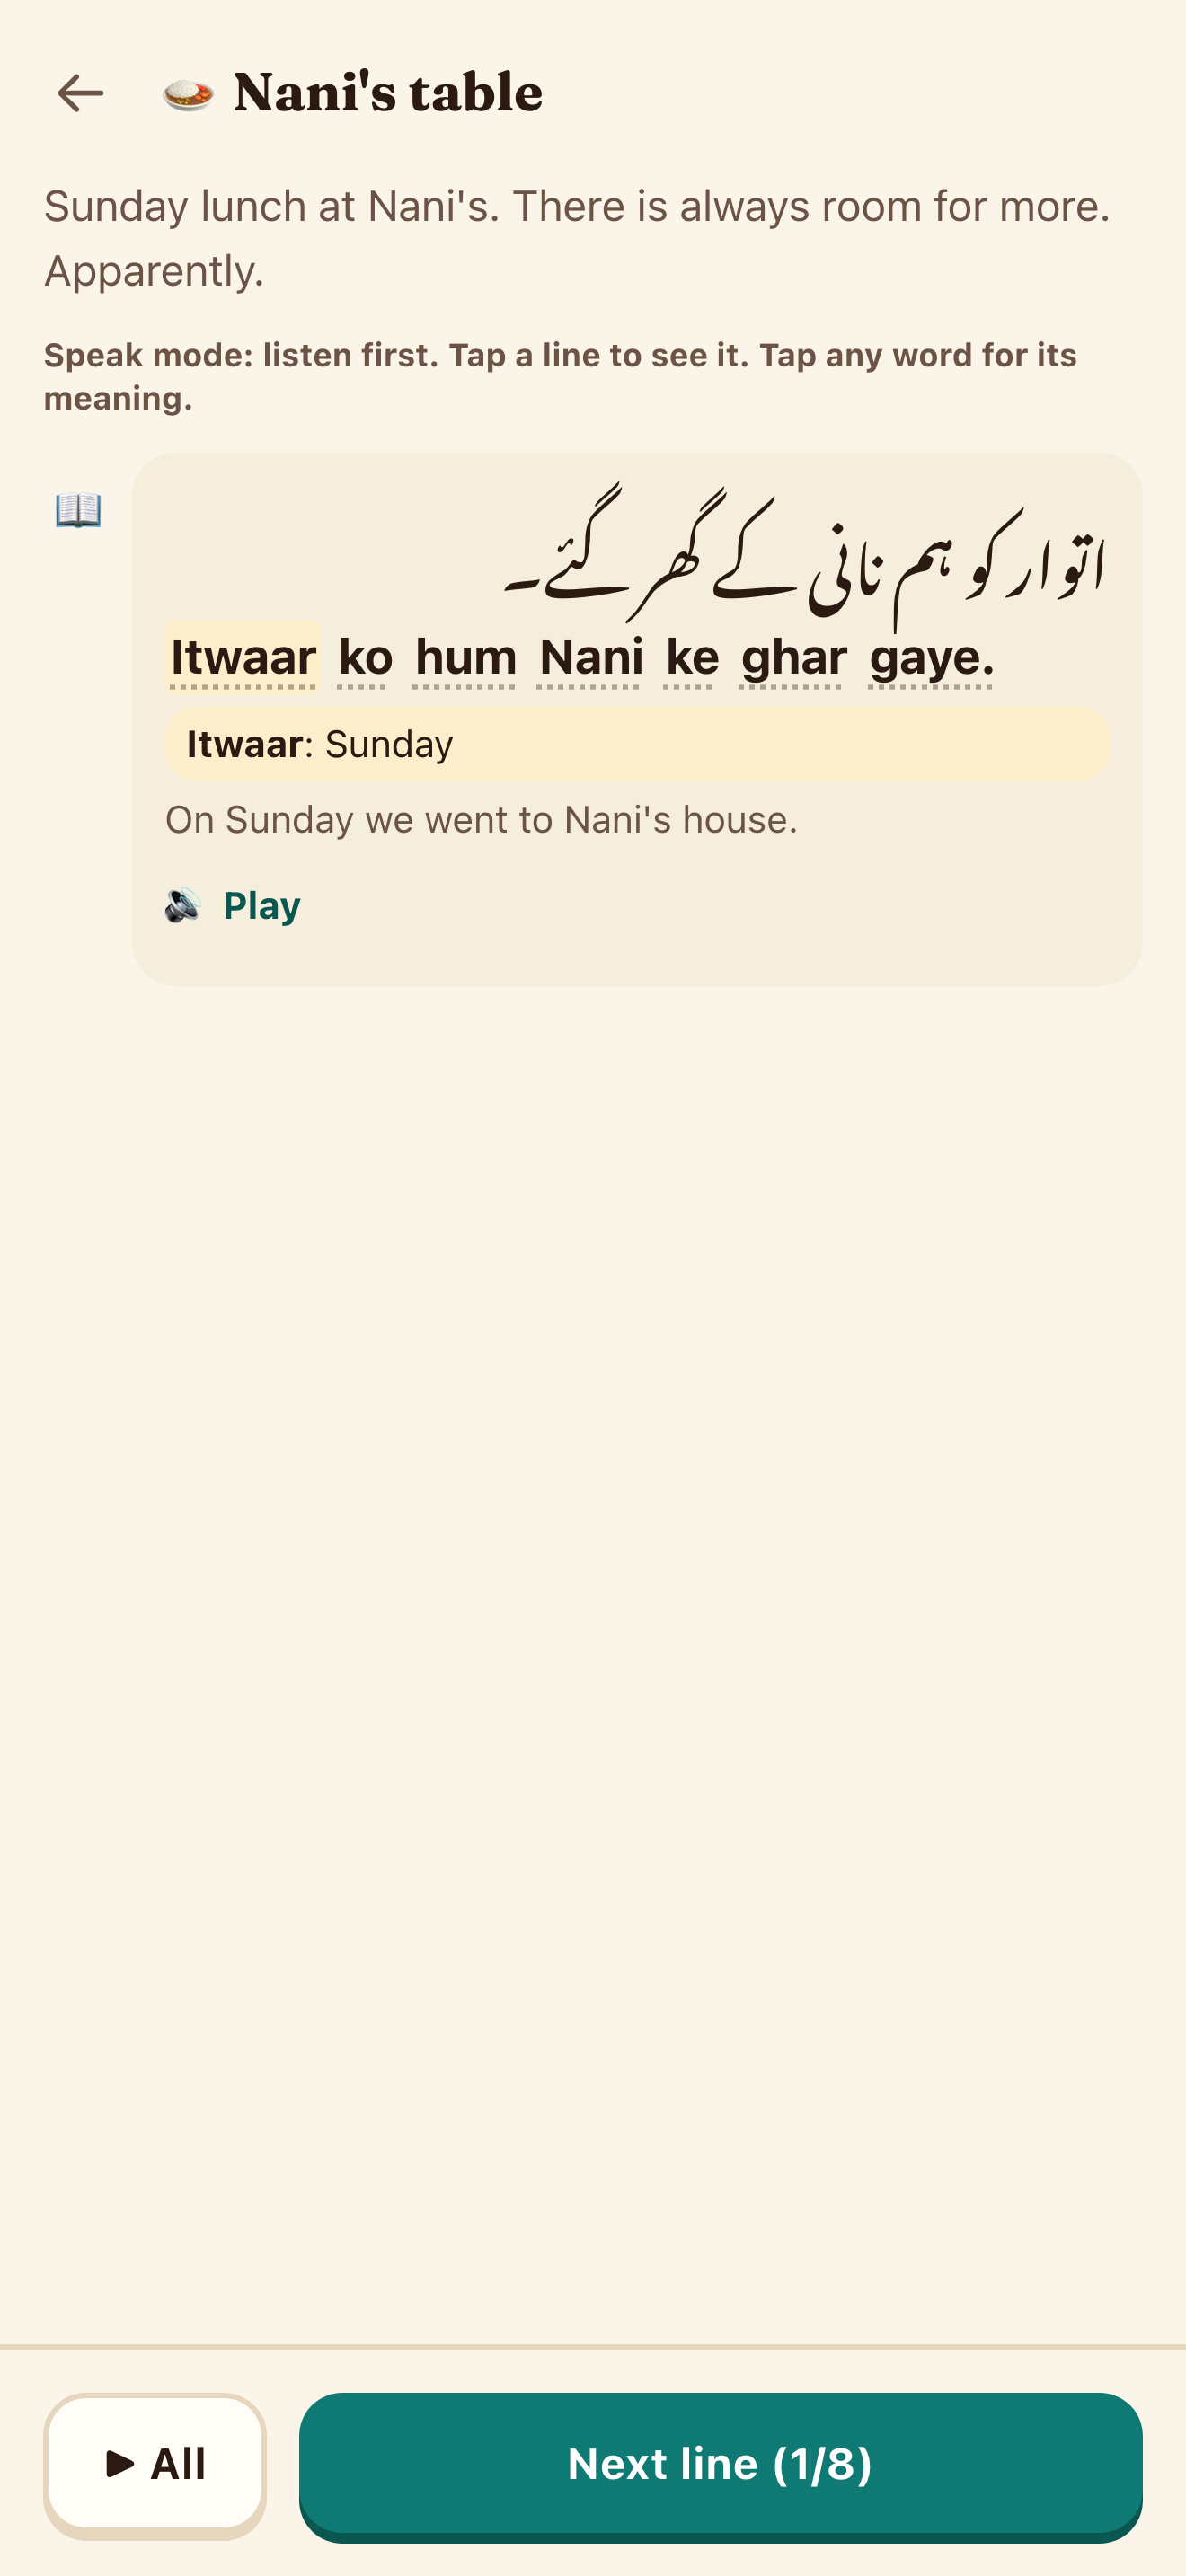 Nani's table
Sunday lunch at Nani's. There is always room for more.
Apparently.
Speak mode: listen first. Tap a line to see it. Tap any word for its
meaning.
اتوار کو ہم نانی کے گھر گئے۔
Itwaar ko hum Nani ke ghar gaye.
Itwaar: Sunday
On Sunday we went to Nani's house.
Play
All
Next line (1/8)